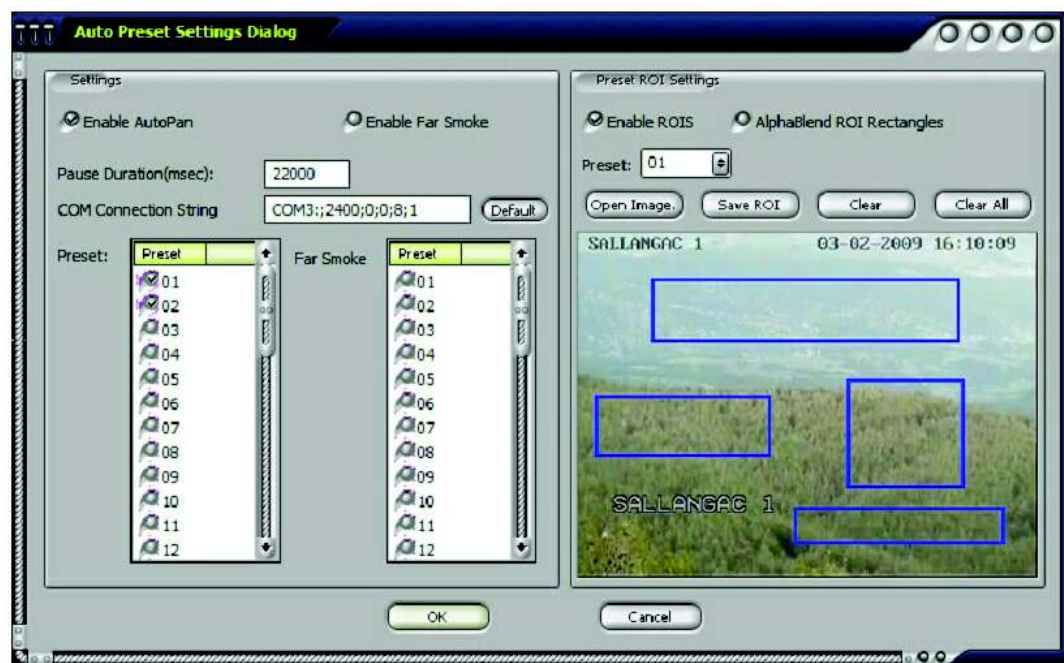 Auto Preset Settings Dialog
Settings
Enable AutoPan
Enable Far Smoke
Pause Duration(msec):
22000
COM Connection String
COM3:;2400;0;0;8;1
Default
Preset:
Preset
01
02
03
04
05
06
07
08
09
10
11
12
Far Smoke
Preset
01
02
03
04
05
06
07
08
09
10
11
12
Preset ROI Settings
Enable ROIS
AlphaBlend ROI Rectangles
Preset:
01
Open Image.
Save ROI
Clear
Clear All
SALLANGAC 1
03-02-2009 16:10:09
SALLANGAC 1
OK
Cancel